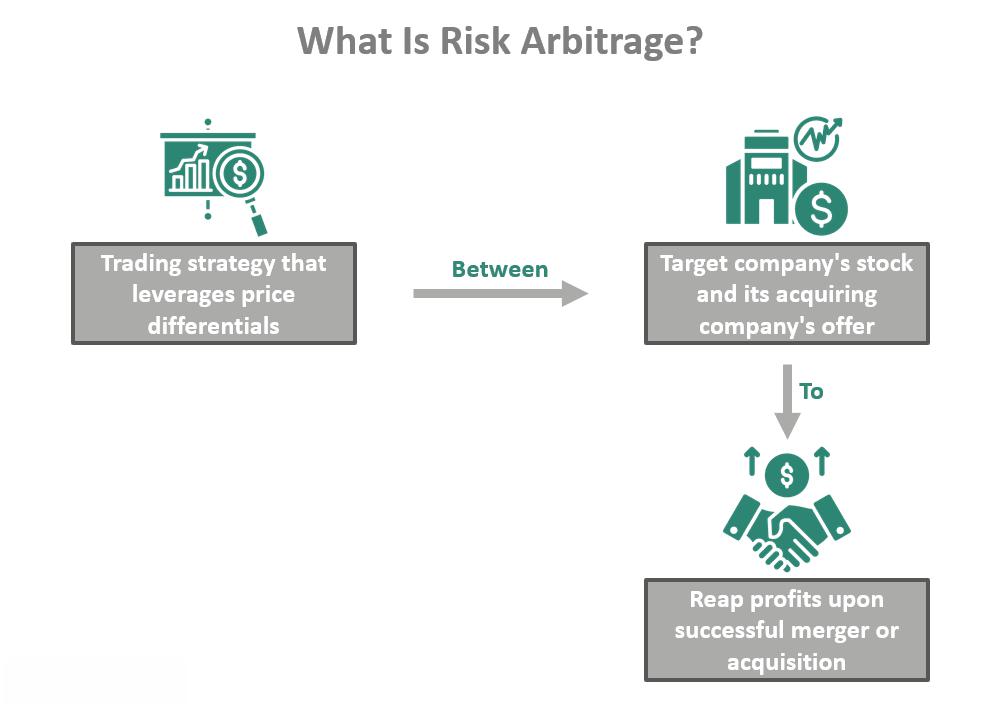 What Is Risk Arbitrage?
Trading strategy that
leverages price
differentials
Between
Target company's stock
and its acquiring
company's offer
To
Reap profits upon
successful merger or
acquisition